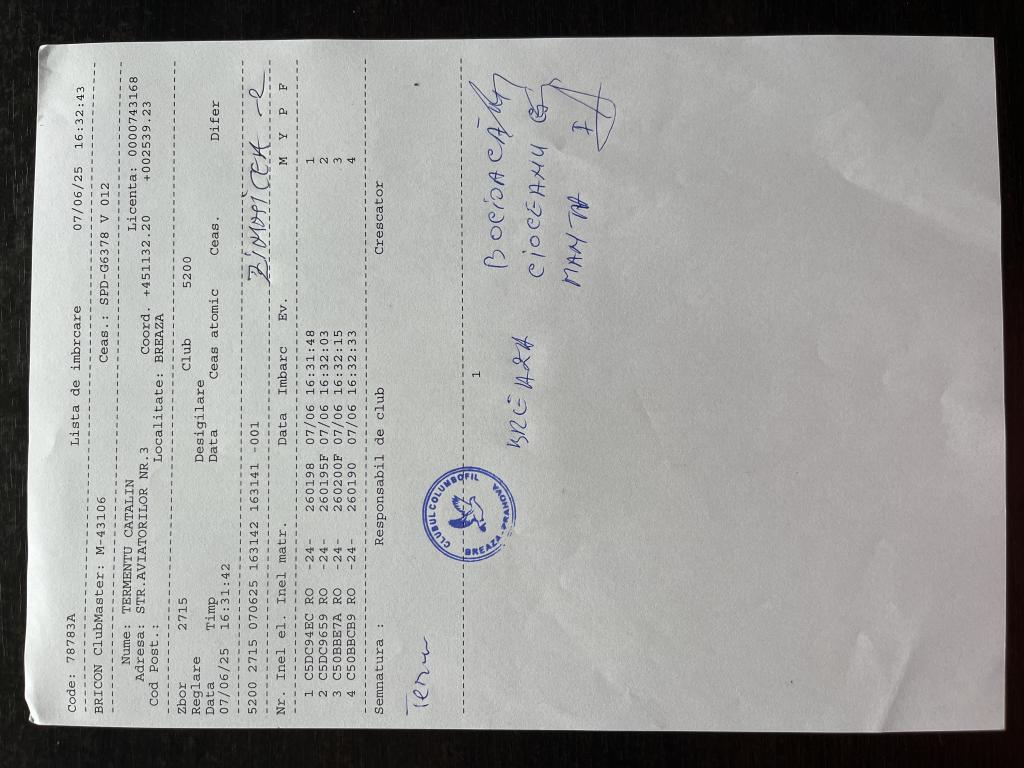 Code: 78783A Lista de imbrcare 07/06/25 16:32:43
BRICON ClubMaster: M-43106 Ceas.: SPD-G6378 V 012
Nume: TERMENTU CATALIN Licenta: 0000743168
Adresa: STR.AVIATORILOR NR.3 Coord. +451132.20 +002539.23
Cod Post.: Localitate: BREAZA
Zbor 2715 Club 5200
Reglare Desigilare
Data Timp Data Ceas atomic Ceas. Difer
07/06/25 16:31:42
5200 2715 070625 163142 163141 -001
Nr. Inel el. Inel matr. Data Imbarc Ev. M Y P F
1 C5DC94EC RO -24- 260198 07/06 16:31:48 1
2 C5DC9659 RO -24- 260195F 07/06 16:32:03 2
3 C50BBE7A RO -24- 260200F 07/06 16:32:15 3
4 C50BBCB9 RO -24- 260190 07/06 16:32:33 4
Semnatura : Responsabil de club Crescator
1
CLUBUL COLUMBOFIL
BREAZA-PRAHOVA
BREAZA
CIOCEANU
MANTA